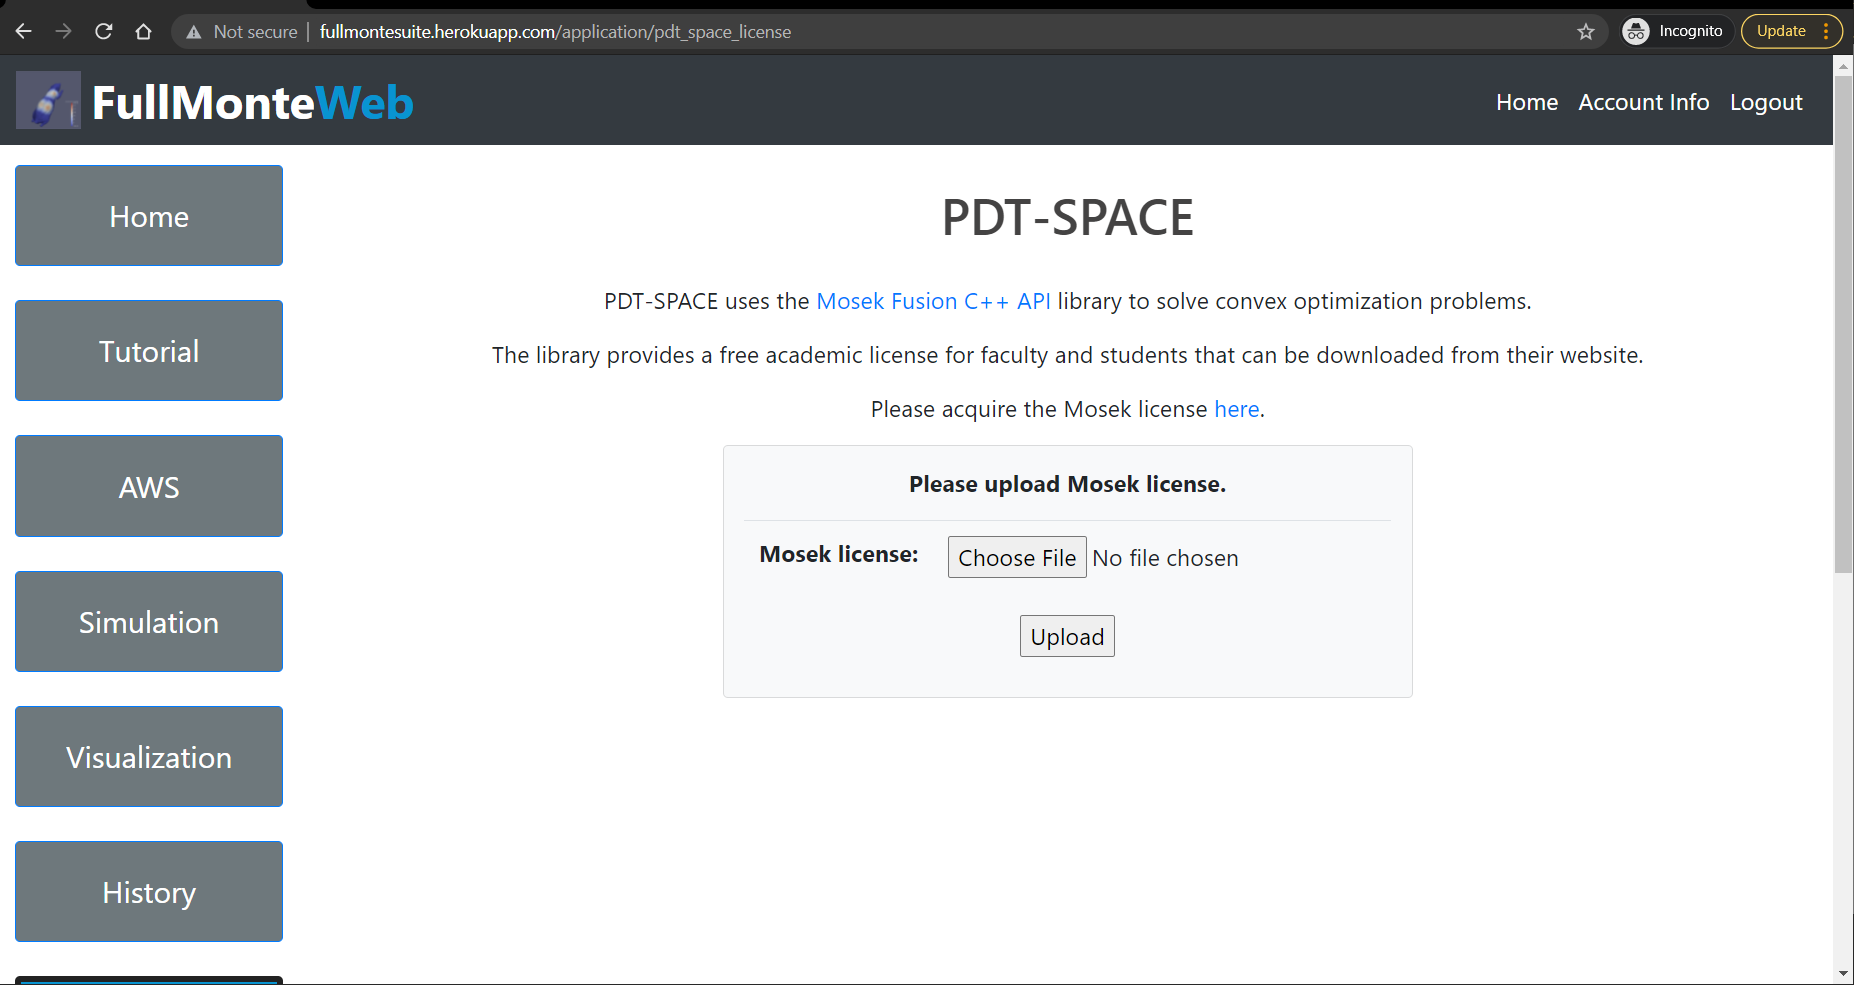 Not secure | fullmontesuite.herokuapp.com/application/pdt_space_license
Incognito
Update
FullMonteWeb
Home Account Info Logout
Home
Tutorial
AWS
Simulation
Visualization
History
PDT-SPACE
PDT-SPACE uses the Mosek Fusion C++ API library to solve convex optimization problems.
The library provides a free academic license for faculty and students that can be downloaded from their website.
Please acquire the Mosek license here.
Please upload Mosek license.
Mosek license: Choose File No file chosen
Upload